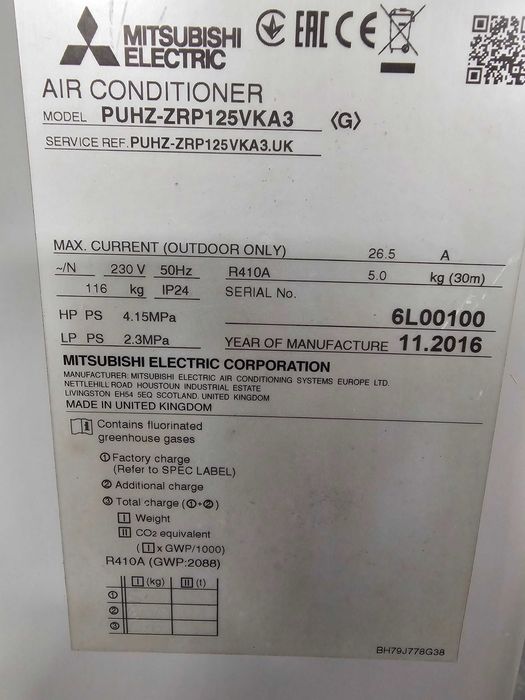 MITSUBISHI
ELECTRIC
EAC CE
AIR CONDITIONER
MODEL PUHZ-ZRP125VKA3 〈G〉
SERVICE REF. PUHZ-ZRP125VKA3.UK
MAX. CURRENT (OUTDOOR ONLY) 26.5 A
~/N 230 V 50Hz R410A 5.0 kg (30m)
116 kg IP24 SERIAL No.
HP PS 4.15MPa 6L00100
LP PS 2.3MPa YEAR OF MANUFACTURE 11.2016
MITSUBISHI ELECTRIC CORPORATION
MANUFACTURER: MITSUBISHI ELECTRIC AIR CONDITIONING SYSTEMS EUROPE LTD.
NETTLEHILL ROAD HOUSTOUN INDUSTRIAL ESTATE
LIVINGSTON EH54 5EQ SCOTLAND, UNITED KINGDOM
MADE IN UNITED KINGDOM
i Contains fluorinated
greenhouse gases
① Factory charge
(Refer to SPEC LABEL)
② Additional charge
③ Total charge (①+②)
I Weight
II CO2 equivalent
(I x GWP/1000)
R410A (GWP:2088)
I (kg) II (t)
①
②
③
BH79J778G38